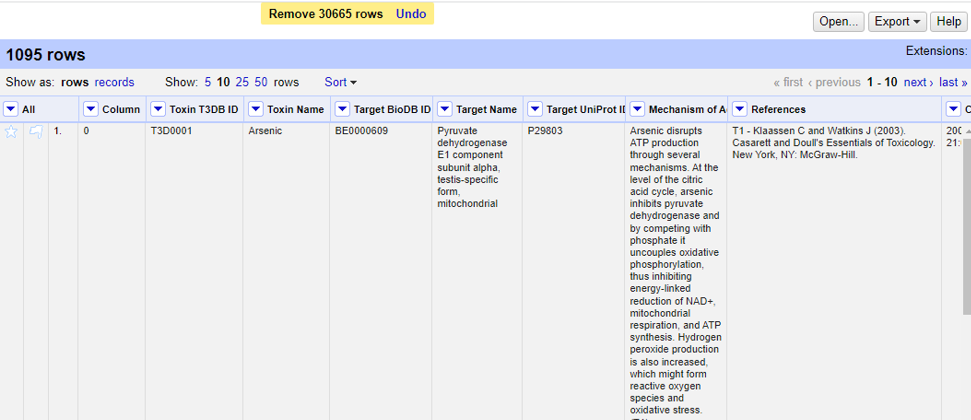 Remove 30665 rows Undo
Open... Export Help
1095 rows Extensions:
Show as: rows records Show: 5 10 25 50 rows Sort « first ‹ previous 1 - 10 next › last »
All Column Toxin T3DB ID Toxin Name Target BioDB ID Target Name Target UniProt ID Mechanism of A References
1. 0 T3D0001 Arsenic BE0000609
Pyruvate
dehydrogenase
E1 component
subunit alpha,
testis-specific
form,
mitochondrial
P29803
Arsenic disrupts
ATP production
through several
mechanisms. At the
level of the citric
acid cycle, arsenic
inhibits pyruvate
dehydrogenase and
by competing with
phosphate it
uncouples oxidative
phosphorylation,
thus inhibiting
energy-linked
reduction of NAD+,
mitochondrial
respiration, and ATP
synthesis. Hydrogen
peroxide production
is also increased,
which might form
reactive oxygen
species and
oxidative stress.
T1 - Klaassen C and Watkins J (2003).
Casarett and Doull's Essentials of Toxicology.
New York, NY: McGraw-Hill.
200
21: